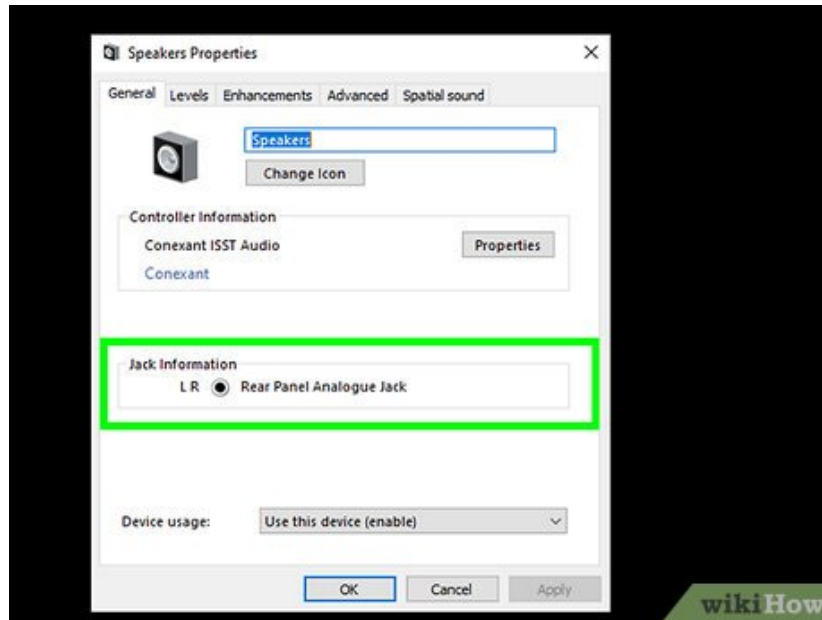 Speakers Properties
General Levels Enhancements Advanced Spatial sound
Speakers
Change Icon
Controller Information
Conexant ISST Audio
Properties
Conexant
Jack Information
L R Rear Panel Analogue Jack
Device usage:
Use this device (enable)
OK Cancel Apply
wikiHow